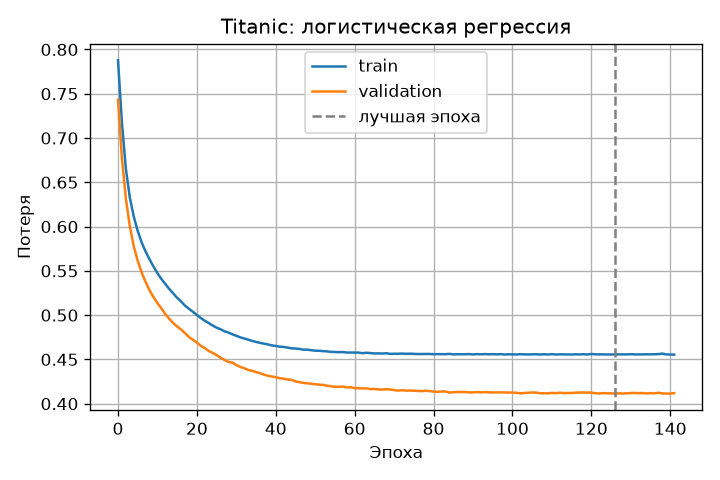 Titanic: логистическая регрессия
train
validation
лучшая эпоха
Потеря
0.80
0.75
0.70
0.65
0.60
0.55
0.50
0.45
0.40
0 20 40 60 80 100 120 140
Эпоха